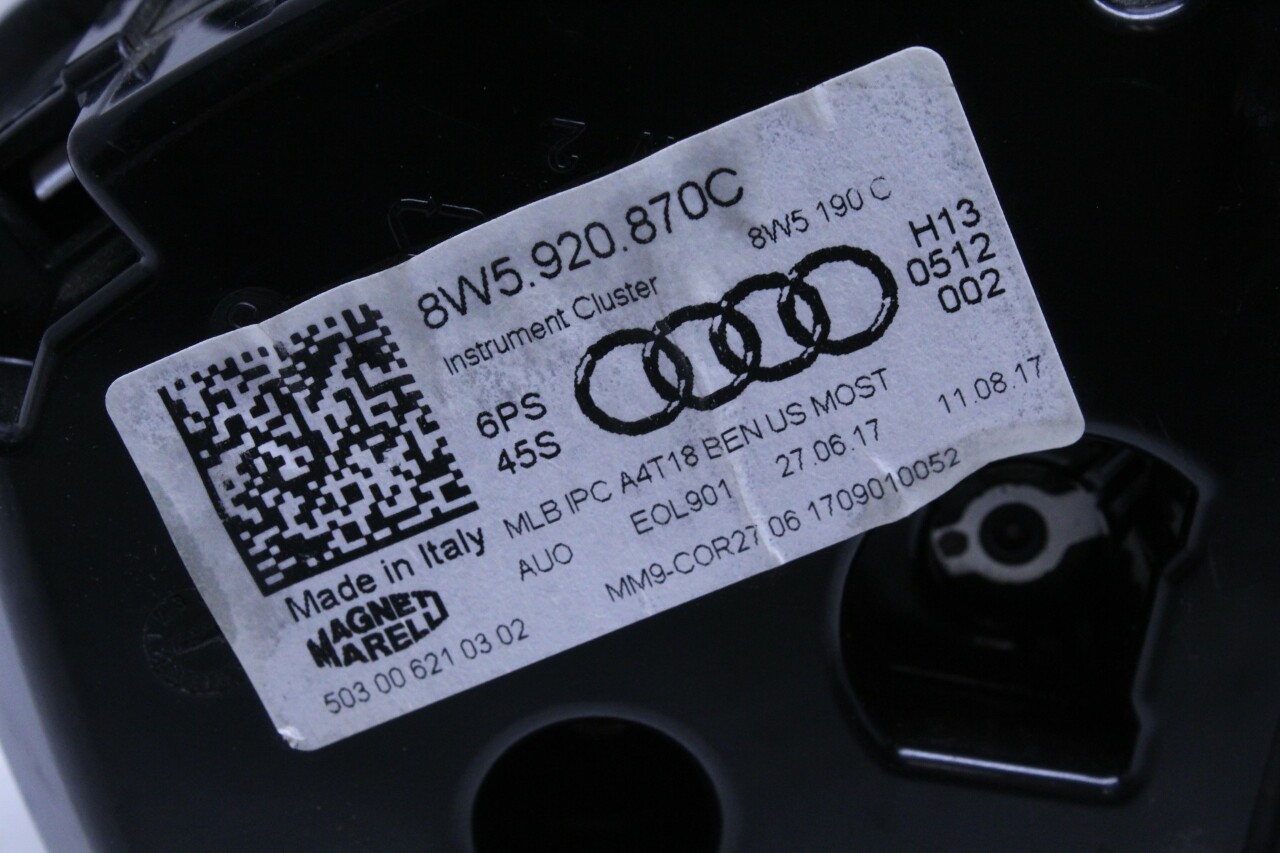 8W5.920.870C
8W5 190 C
Instrument Cluster
H13
0512
002
6PS
45S
MLB IPC A4T18 BEN US MOST
11.08.17
AUO
EOL901
27.06.17
MM9-COR27 06 1709010052
Made in Italy
MAGNETI
MARELLI
503 00 621 03 02
2